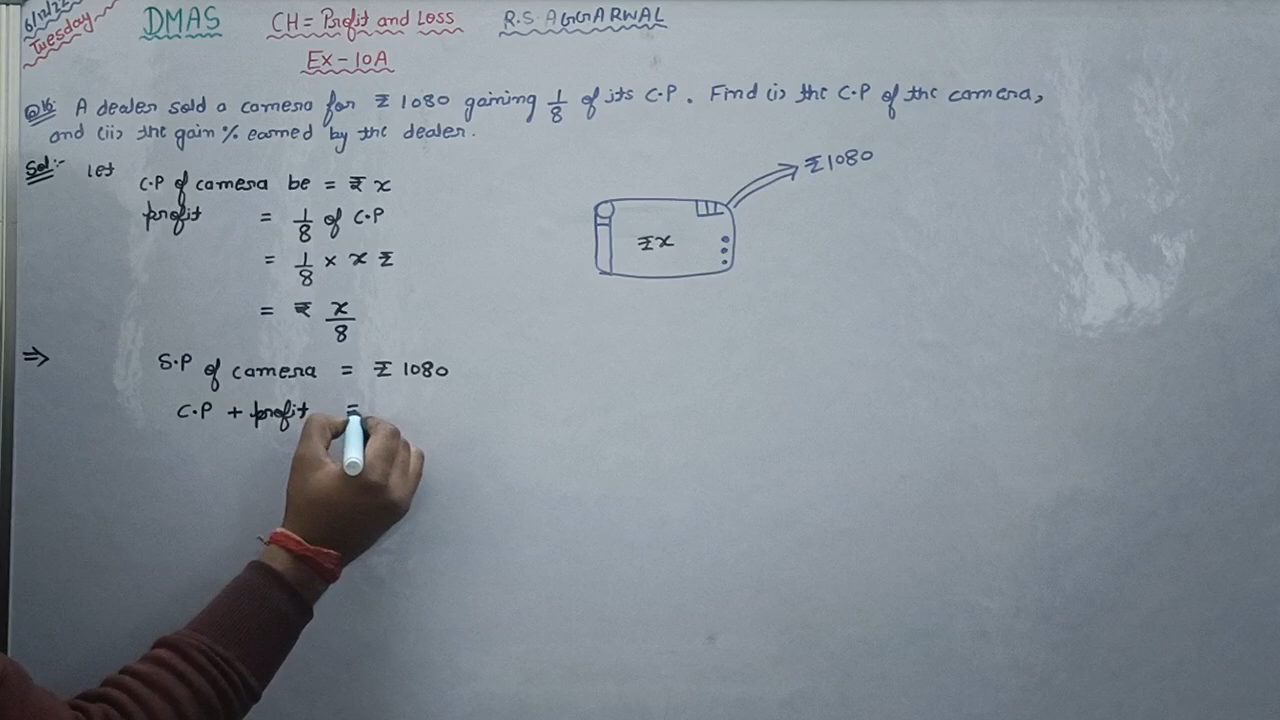 6/12/22
Tuesday
DMAS CH = Profit and Loss R.S. AGGARWAL
Ex - 10A
Q16: A dealer sold a camera for ₹ 1080 gaining 1/8 of its C.P. Find (i) the C.P of the camera,
and (ii) the gain % earned by the dealer.
Sol:- Let
C.P of camera be = ₹ x
profit = 1/8 of C.P
= 1/8 × x ₹
= ₹ x/8
⇒ S.P of camera = ₹ 1080
C.P + profit =
₹x
₹1080